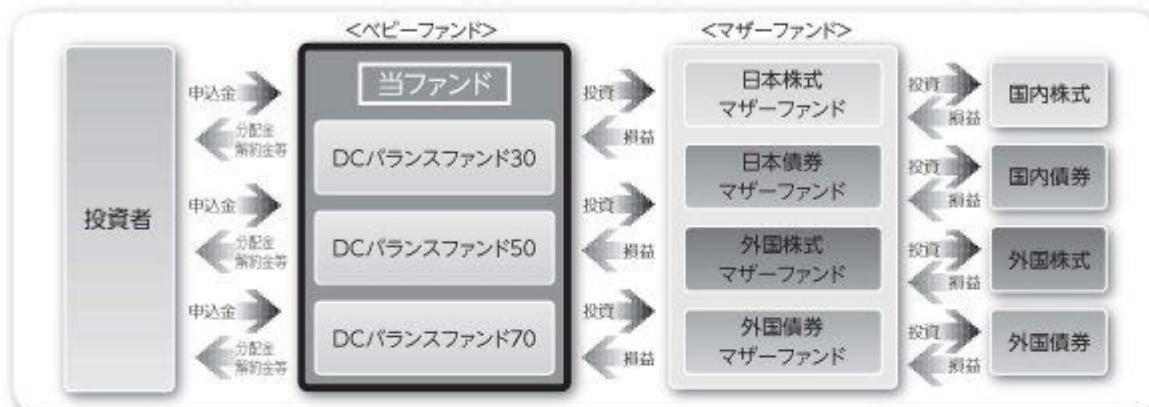 <ベビーファンド>
<マザーファンド>
投資者
申込金
分配金
解約金等
申込金
分配金
解約金等
申込金
分配金
解約金等
当ファンド
DCバランスファンド30
DCバランスファンド50
DCバランスファンド70
投資
損益
投資
損益
投資
損益
日本株式
マザーファンド
日本債券
マザーファンド
外国株式
マザーファンド
外国債券
マザーファンド
投資
損益
投資
損益
投資
損益
投資
損益
国内株式
国内債券
外国株式
外国債券